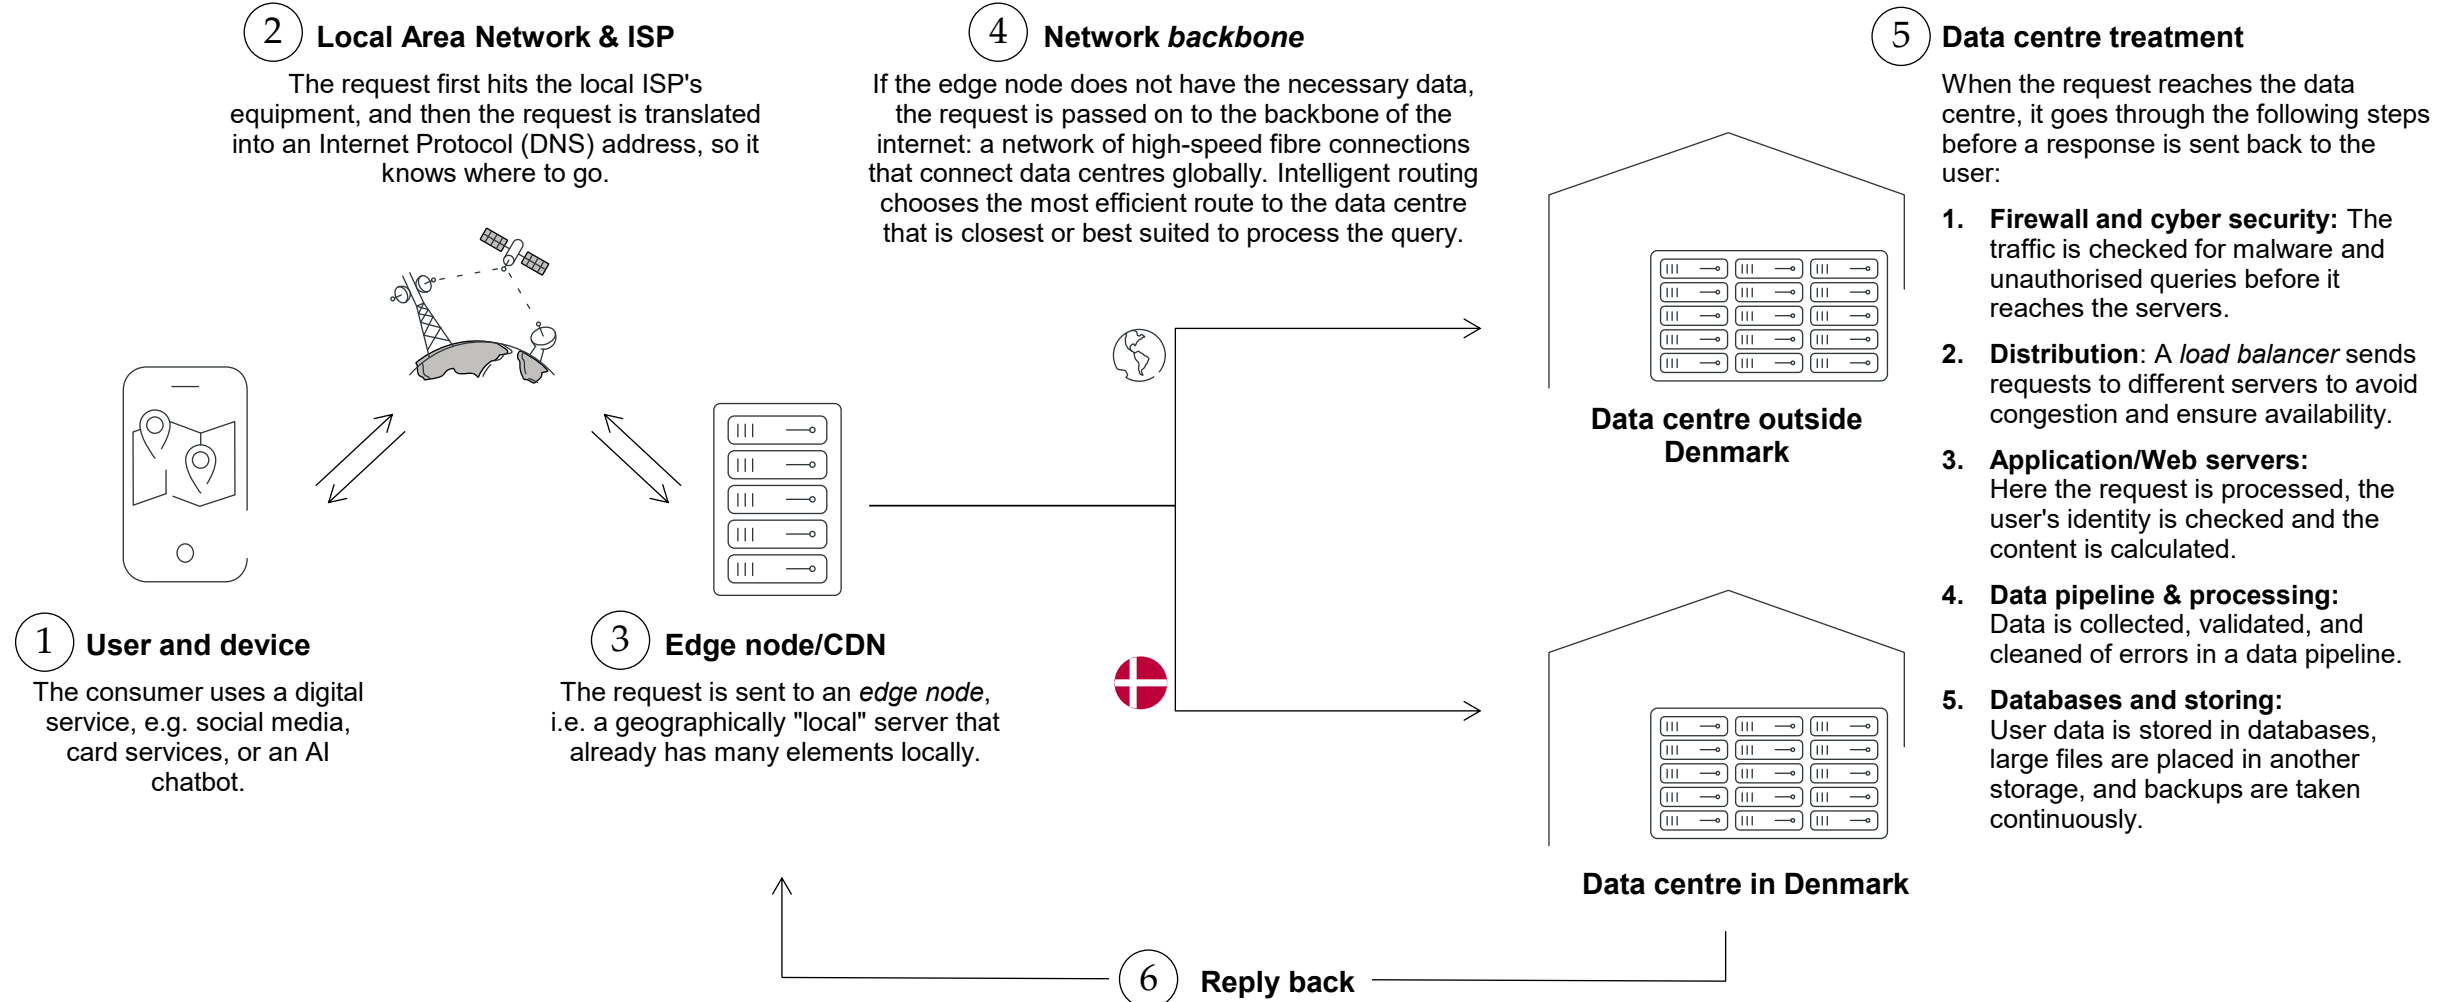 2 Local Area Network & ISP
The request first hits the local ISP's
equipment, and then the request is translated
into an Internet Protocol (DNS) address, so it
knows where to go.
4 Network backbone
If the edge node does not have the necessary data,
the request is passed on to the backbone of the
internet: a network of high-speed fibre connections
that connect data centres globally. Intelligent routing
chooses the most efficient route to the data centre
that is closest or best suited to process the query.
5 Data centre treatment
When the request reaches the data
centre, it goes through the following steps
before a response is sent back to the
user:
1. Firewall and cyber security: The
traffic is checked for malware and
unauthorised queries before it
reaches the servers.
2. Distribution: A load balancer sends
requests to different servers to avoid
congestion and ensure availability.
3. Application/Web servers:
Here the request is processed, the
user's identity is checked and the
content is calculated.
4. Data pipeline & processing:
Data is collected, validated, and
cleaned of errors in a data pipeline.
5. Databases and storing:
User data is stored in databases,
large files are placed in another
storage, and backups are taken
continuously.
Data centre outside
Denmark
1 User and device
The consumer uses a digital
service, e.g. social media,
card services, or an AI
chatbot.
3 Edge node/CDN
The request is sent to an edge node,
i.e. a geographically "local" server that
already has many elements locally.
Data centre in Denmark
6 Reply back